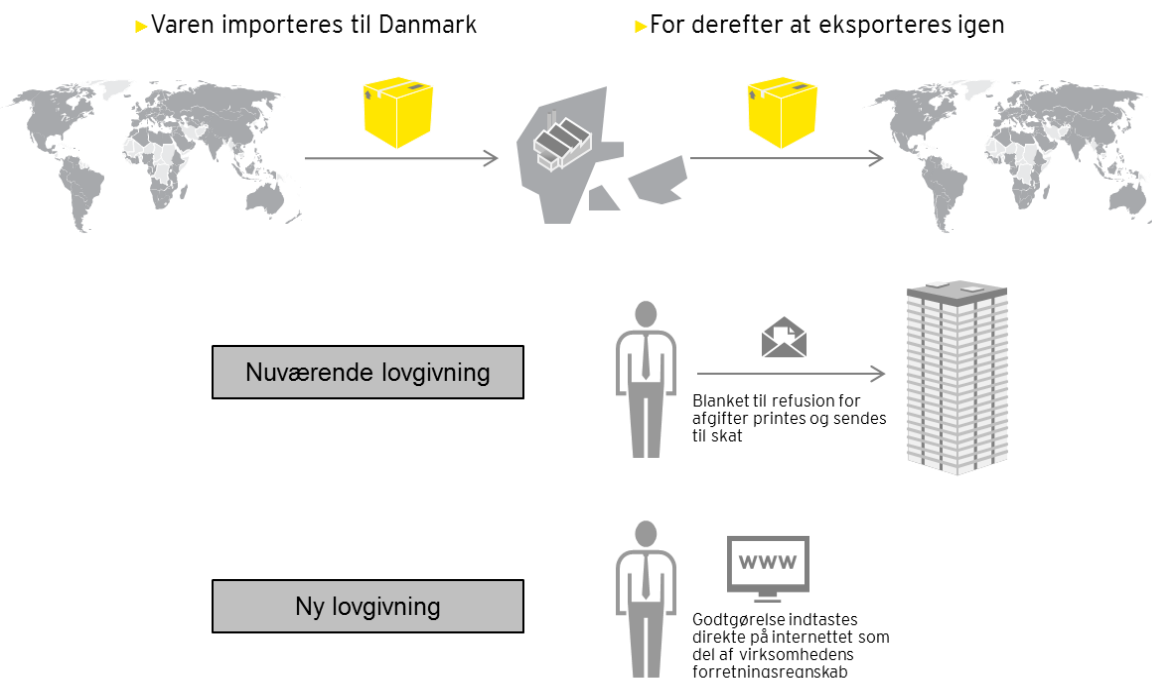 Varen importeres til Danmark
For derefter at eksporteres igen
Nuværende lovgivning
Blanket til refusion for
afgifter printes og sendes
til skat
Ny lovgivning
www
Godtgørelse indtastes
direkte på internettet som
del af virksomhedens
forretningsregnskab